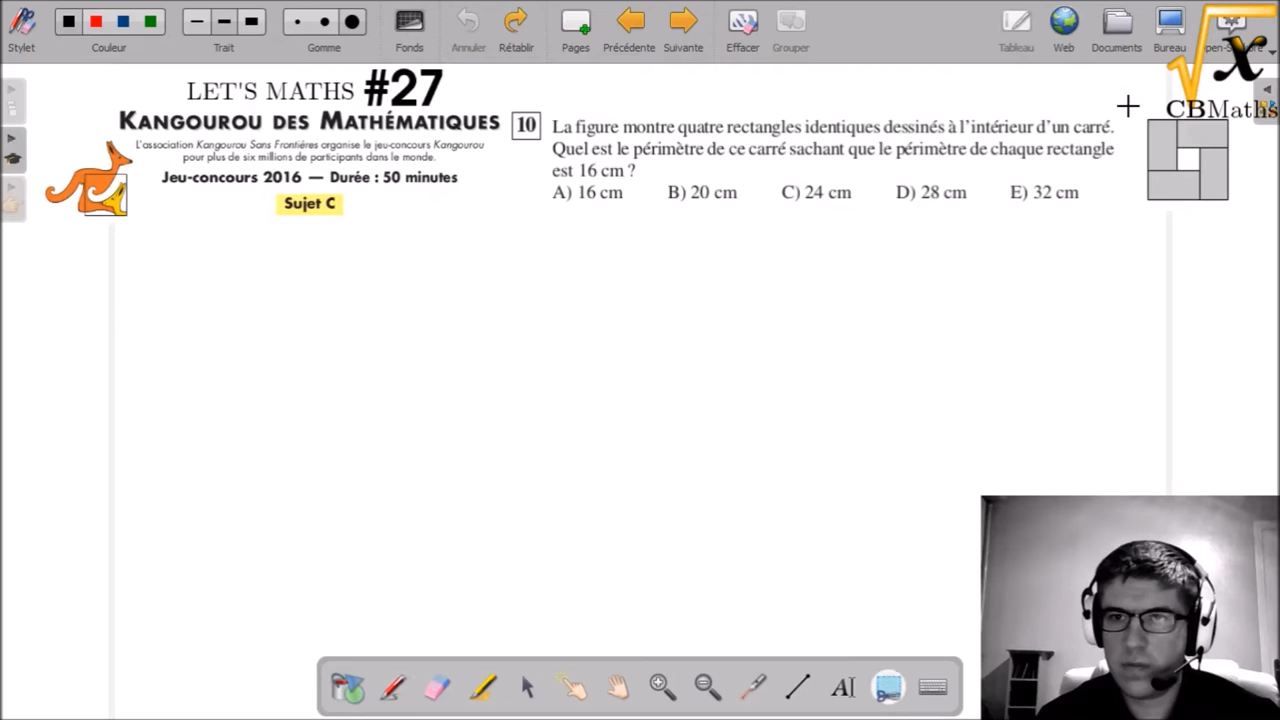 Stylet
Couleur
Trait
Gomme
Fonds
Annuler
Rétablir
Pages
Précédente
Suivante
Effacer
Grouper
Tableau
Web
Documents
Bureau
LET'S MATHS #27
KANGOUROU DES MATHÉMATIQUES
L'association Kangourou Sans Frontières organise le jeu-concours Kangourou
pour plus de six millions de participants dans le monde.
Jeu-concours 2016 — Durée : 50 minutes
Sujet C
10
La figure montre quatre rectangles identiques dessinés à l'intérieur d'un carré.
Quel est le périmètre de ce carré sachant que le périmètre de chaque rectangle
est 16 cm ?
A) 16 cm B) 20 cm C) 24 cm D) 28 cm E) 32 cm
√x
CBMaths
AI